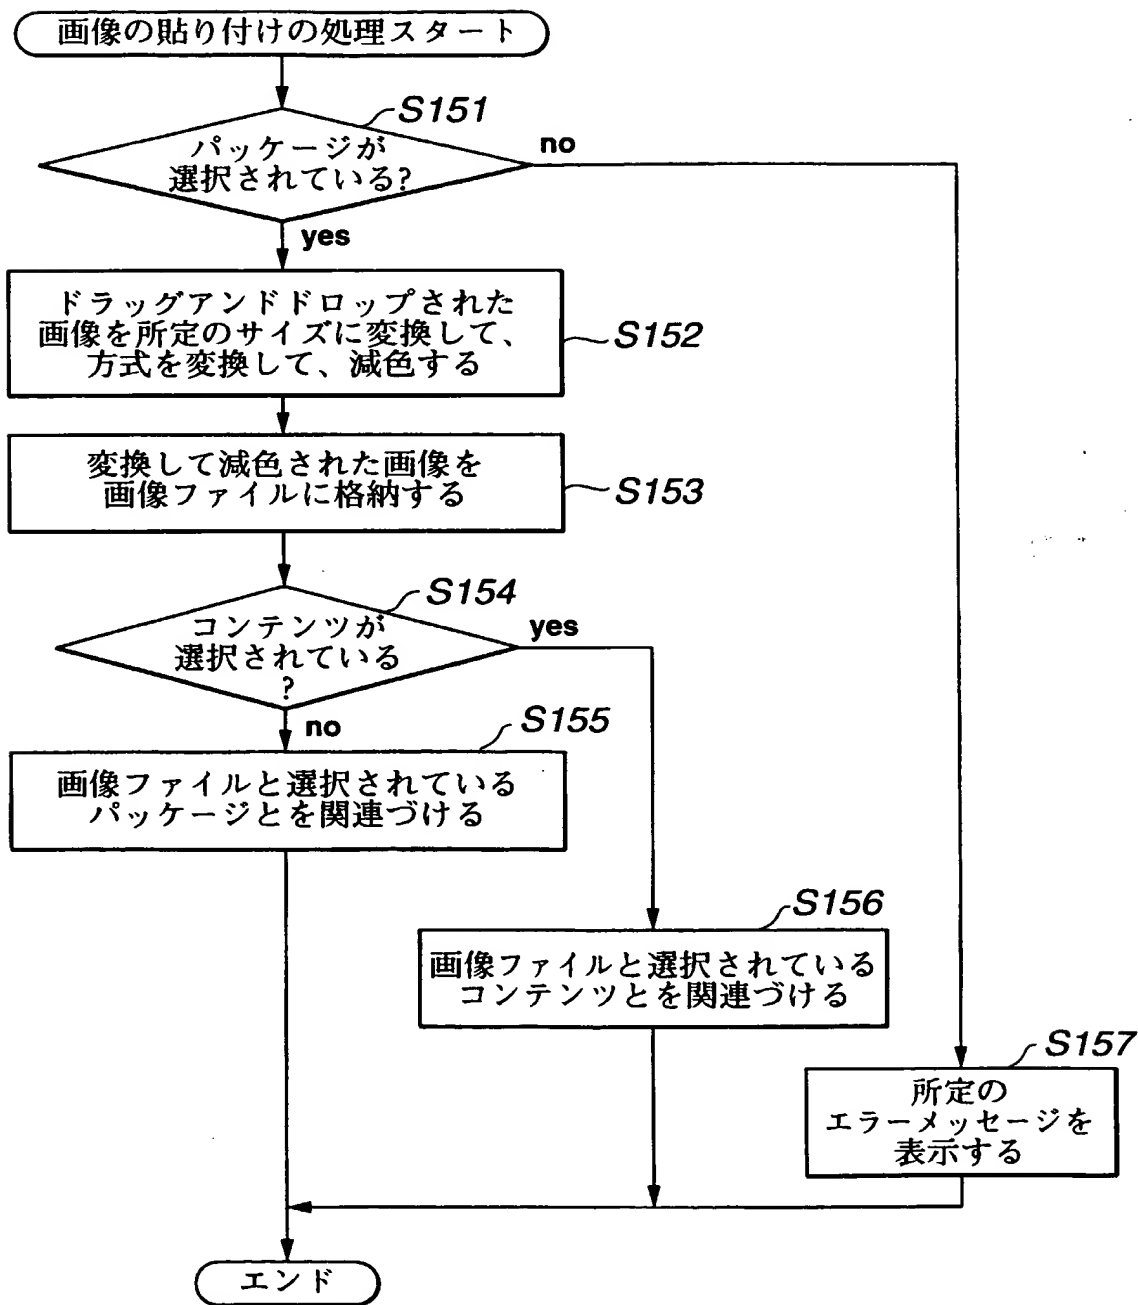 画像の貼り付けの処理スタート
S151
パッケージが
選択されている?
no
yes
ドラッグアンドドロップされた
画像を所定のサイズに変換して、
方式を変換して、減色する
S152
変換して減色された画像を
画像ファイルに格納する
S153
S154
コンテンツが
選択されている
?
yes
no
S155
画像ファイルと選択されている
パッケージとを関連づける
S156
画像ファイルと選択されている
コンテンツとを関連づける
S157
所定の
エラーメッセージを
表示する
エンド